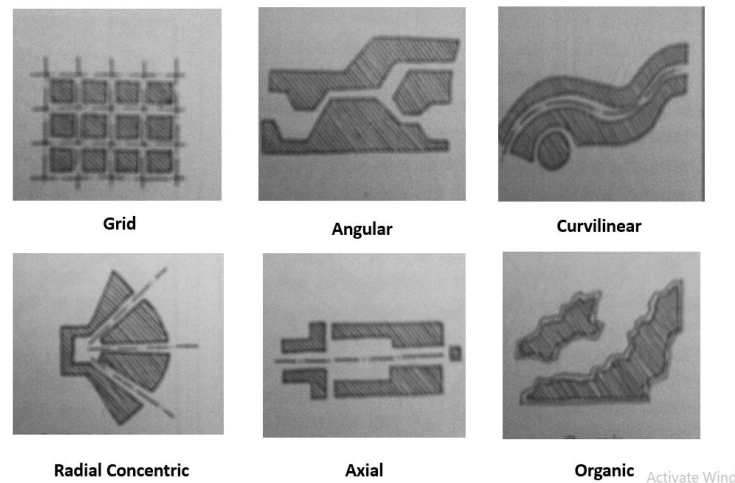 Grid
Angular
Curvilinear
Radial Concentric
Axial
Organic
Activate Wind